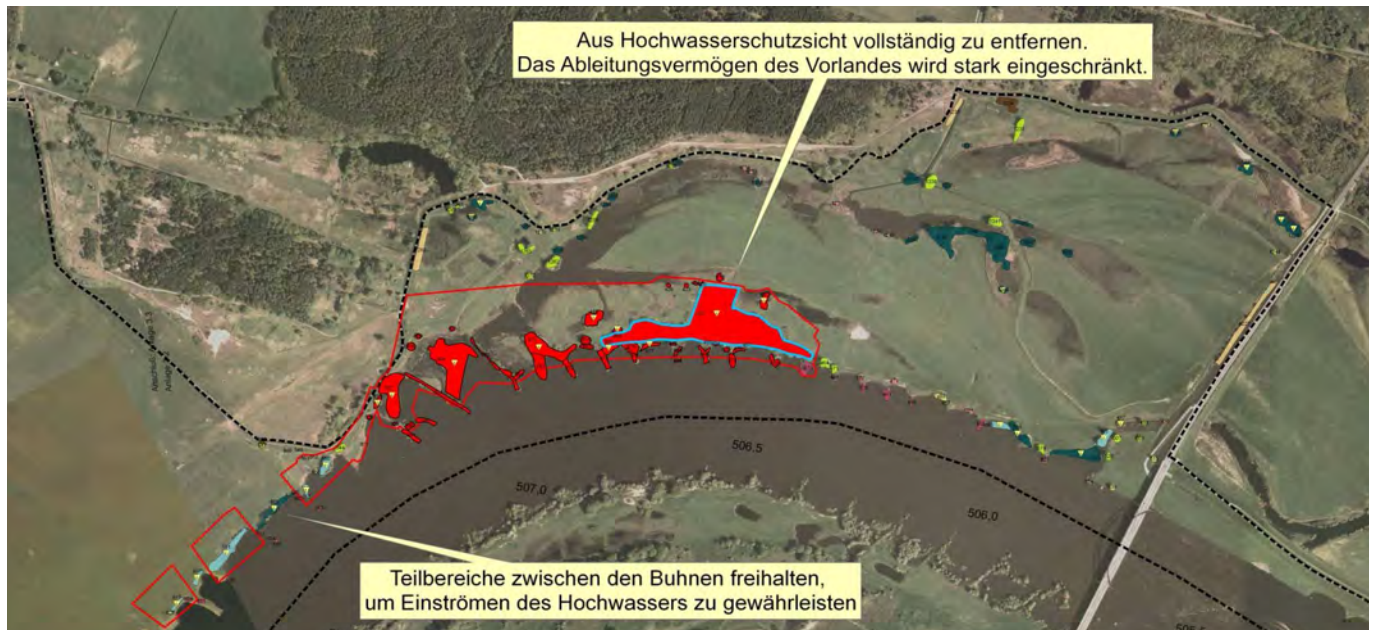 Aus Hochwasserschutzsicht vollständig zu entfernen.
Das Ableitungsvermögen des Vorlandes wird stark eingeschränkt.
506,5
507,0
506,0
Teilbereiche zwischen den Buhnen freihalten,
um Einströmen des Hochwassers zu gewährleisten